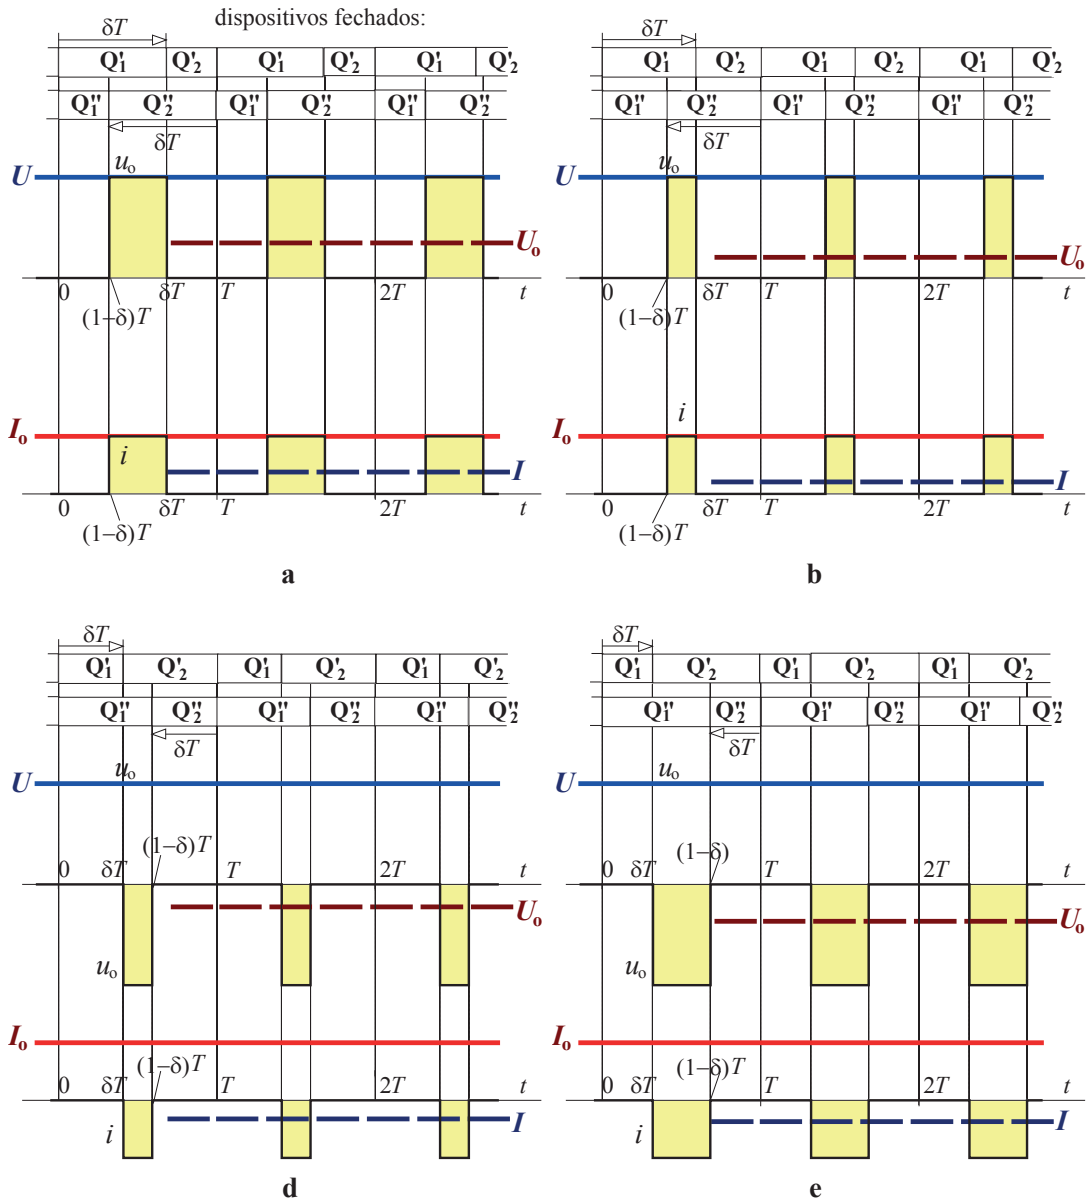 dispositivos fechados:
δT δT
Q'1 Q'2 Q'1 Q'2 Q'1 Q'2 Q'1 Q'2 Q'1 Q'2 Q'1 Q'2
Q''1 Q''2 Q''1 Q''2 Q''1 Q''2 Q''1 Q''2 Q''1 Q''2 Q''1 Q''2
δT δT
uo uo
U U
Uo Uo
0 δT T 2T t 0 δT T 2T t
(1−δ)T (1−δ)T
i
Io i Io
I I
0 δT T 2T t 0 δT T 2T t
(1−δ)T (1−δ)T
a b
δT δT
Q'1 Q'2 Q'1 Q'2 Q'1 Q'2 Q'1 Q'2 Q'1 Q'2 Q'1 Q'2
Q''1 Q''2 Q''1 Q''2 Q''1 Q''2 Q''1 Q''2 Q''1 Q''2 Q''1 Q''2
δT δT
uo uo
U U
(1−δ)T (1−δ)
0 δT T 2T t 0 δT T 2T t
Uo Uo
uo uo
Io Io
(1−δ)T (1−δ)T
0 δT T 2T t 0 δT T 2T t
i I i I
d e